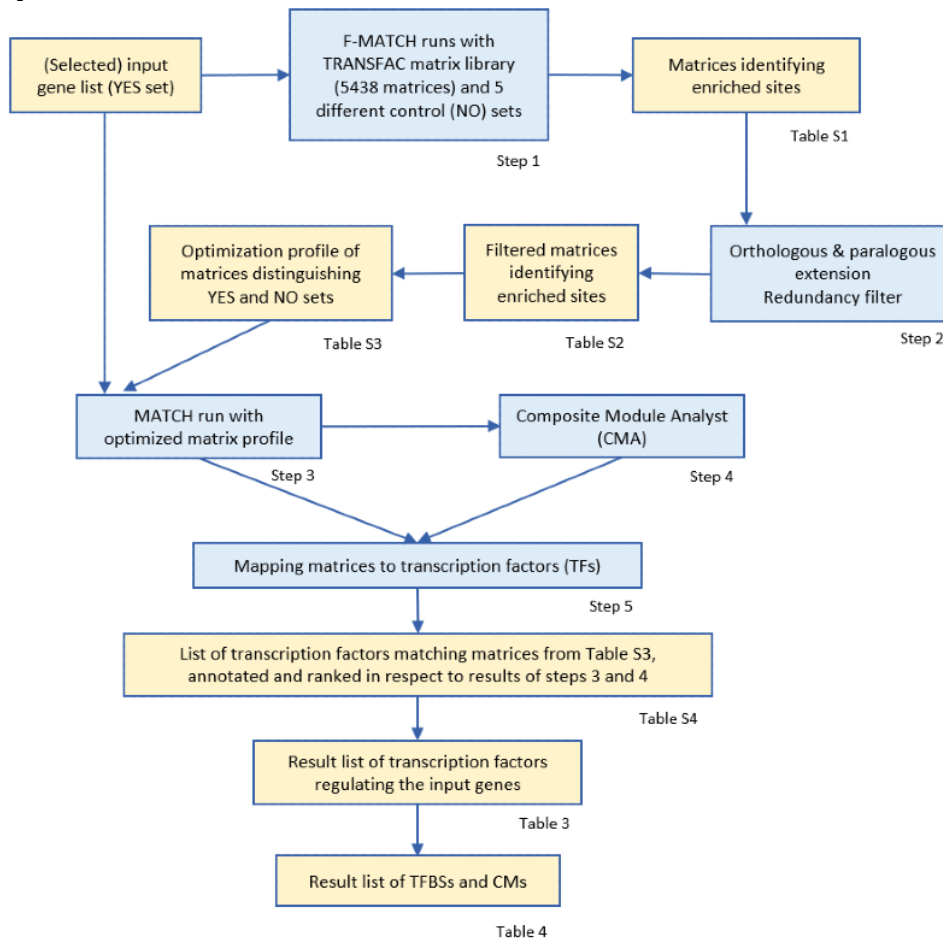 (Selected) input
gene list (YES set)
F-MATCH runs with
TRANSFAC matrix library
(5438 matrices) and 5
different control (NO) sets
Step 1
Matrices identifying
enriched sites
Table S1
Optimization profile of
matrices distinguishing
YES and NO sets
Table S3
Filtered matrices
identifying
enriched sites
Table S2
Orthologous & paralogous
extension
Redundancy filter
Step 2
MATCH run with
optimized matrix profile
Step 3
Composite Module Analyst
(CMA)
Step 4
Mapping matrices to transcription factors (TFs)
Step 5
List of transcription factors matching matrices from Table S3,
annotated and ranked in respect to results of steps 3 and 4
Table S4
Result list of transcription factors
regulating the input genes
Table 3
Result list of TFBSs and CMs
Table 4